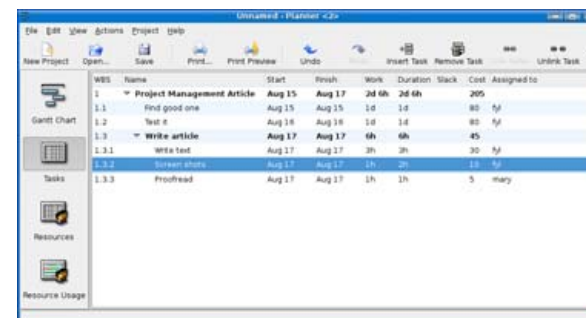 Unnamed - Planner <2>
File Edit View Actions Project Help
New Project Open... Save Print... Print Preview Undo Insert Task Remove Task Unlink Task
WBS Name Start Finish Work Duration Slack Cost Assigned to
1 Project Management Article Aug 15 Aug 17 2d 6h 2d 6h 205
1.1 Find good one Aug 15 Aug 15 1d 1d 80 fyl
1.2 Test it Aug 16 Aug 16 1d 1d 80 fyl
1.3 Write article Aug 17 Aug 17 6h 6h 45
1.3.1 Write text Aug 17 Aug 17 3h 3h 30 fyl
1.3.2 Screen shots Aug 17 Aug 17 1h 2h 10 fyl
1.3.3 Proofread Aug 17 Aug 17 1h 1h 5 mary
Gantt Chart
Tasks
Resources
Resource Usage